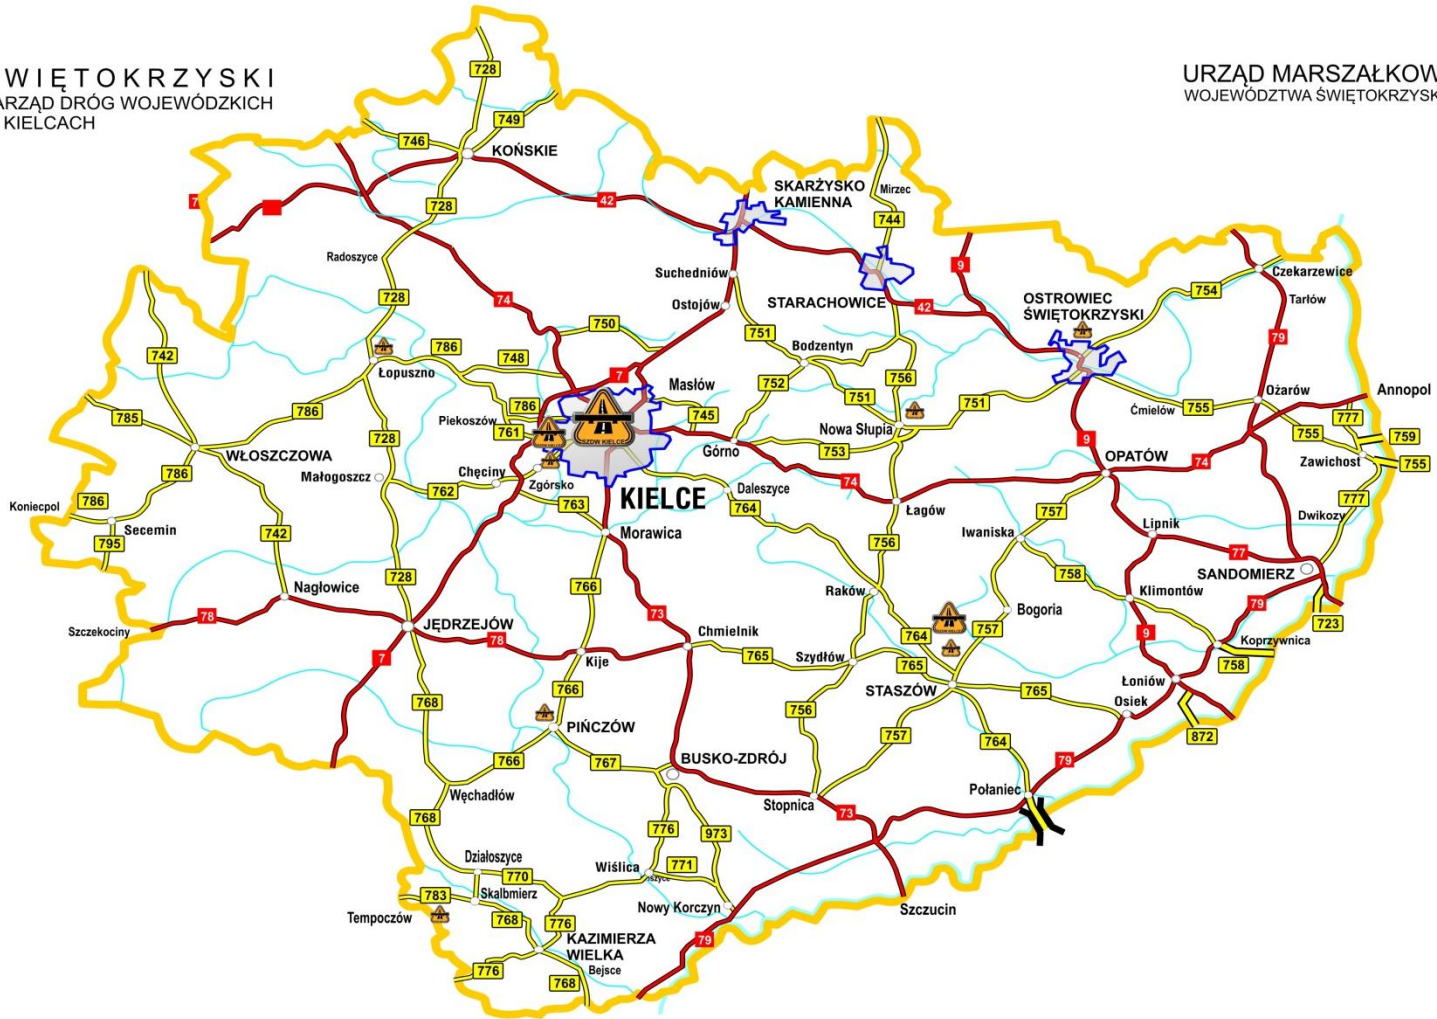 WIĘTOKRZYSKI
ARZĄD DRÓG WOJEWÓDZKICH
KIELCACH
URZĄD MARSZAŁKOW
WOJEWÓDZTWA ŚWIĘTOKRZYSK
728
749
746
KOŃSKIE
SKARŻYSKO
KAMIENNA
Mirzec
7
42
728
744
Radoszyce
Suchedniów
9
Czekarzewice
728
74
Ostojów
STARACHOWICE
42
OSTROWIEC
ŚWIĘTOKRZYSKI
754
Tarłów
750
751
79
742
786
748
Bodzentyn
Łopuszno
7
Masłów
752
756
Ożarów
Annopol
785
786
786
745
751
751
Ćmielów
755
777
Piekoszów
761
SZDW KIELCE
Nowa Słupia
9
755
759
728
Górno
753
OPATÓW
74
Zawichost
755
WŁOSZCZOWA
786
Małogoszcz
Chęciny
Zgórsko
74
Koniecpol
786
762
763
KIELCE
Daleszyce
764
Łagów
757
777
Secemin
742
Morawica
Iwaniska
Lipnik
Dwikozy
795
756
77
728
766
758
SANDOMIERZ
Nagłowice
Raków
Klimontów
79
78
73
Bogoria
723
Szczekociny
JĘDRZEJÓW
78
Chmielnik
764
757
9
Koprzywnica
7
Kije
765
Szydłów
765
758
766
STASZÓW
765
Łoniów
768
756
Osiek
PIŃCZÓW
757
764
872
766
767
BUSKO-ZDRÓJ
79
Węchadłów
Stopnica
Połaniec
768
73
776
973
Działoszyce
Wiślica
771
770
783
Skalbmierz
Tempoczów
768
776
Nowy Korczyn
Szczucin
KAZIMIERZA
WIELKA
79
776
Bejsce
768